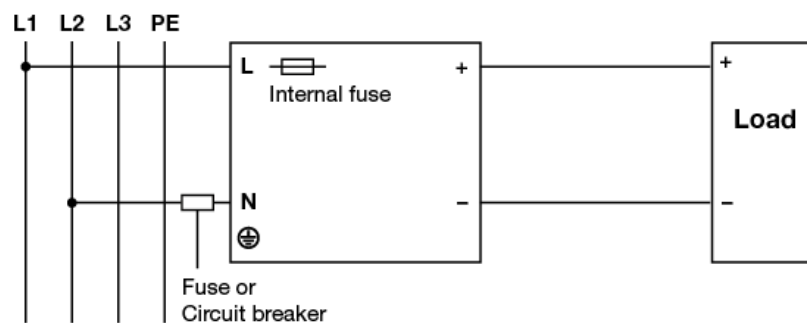 L1 L2 L3 PE
L
+
+
Internal fuse
Load
N
–
–
Fuse or
Circuit breaker